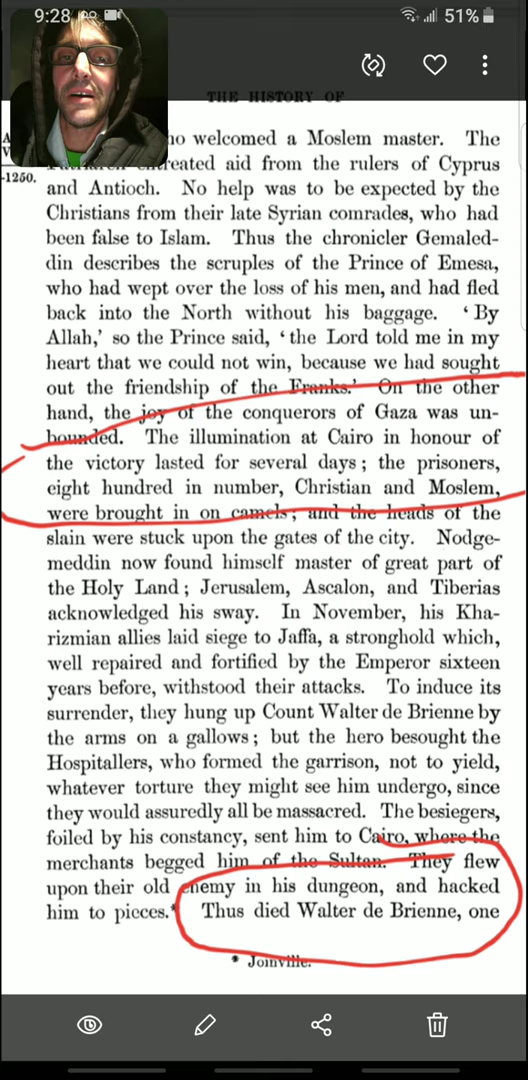 9:28
51%
THE HISTORY OF
A
who welcomed a Moslem master. The
V
Patriarch entreated aid from the rulers of Cyprus
-1250.
and Antioch. No help was to be expected by the
Christians from their late Syrian comrades, who had
been false to Islam. Thus the chronicler Gemaled-
din describes the scruples of the Prince of Emesa,
who had wept over the loss of his men, and had fled
back into the North without his baggage. ‘By
Allah,’ so the Prince said, ‘the Lord told me in my
heart that we could not win, because we had sought
out the friendship of the Franks.’ On the other
hand, the joy of the conquerors of Gaza was un-
bounded. The illumination at Cairo in honour of
the victory lasted for several days; the prisoners,
eight hundred in number, Christian and Moslem,
were brought in on camels; and the heads of the
slain were stuck upon the gates of the city. Nodge-
meddin now found himself master of great part of
the Holy Land; Jerusalem, Ascalon, and Tiberias
acknowledged his sway. In November, his Kha-
rizmian allies laid siege to Jaffa, a stronghold which,
well repaired and fortified by the Emperor sixteen
years before, withstood their attacks. To induce its
surrender, they hung up Count Walter de Brienne by
the arms on a gallows; but the hero besought the
Hospitallers, who formed the garrison, not to yield,
whatever torture they might see him undergo, since
they would assuredly all be massacred. The besiegers,
foiled by his constancy, sent him to Cairo, where the
merchants begged him of the Sultan. They flew
upon their old enemy in his dungeon, and hacked
him to pieces.* Thus died Walter de Brienne, one
* Joinville.